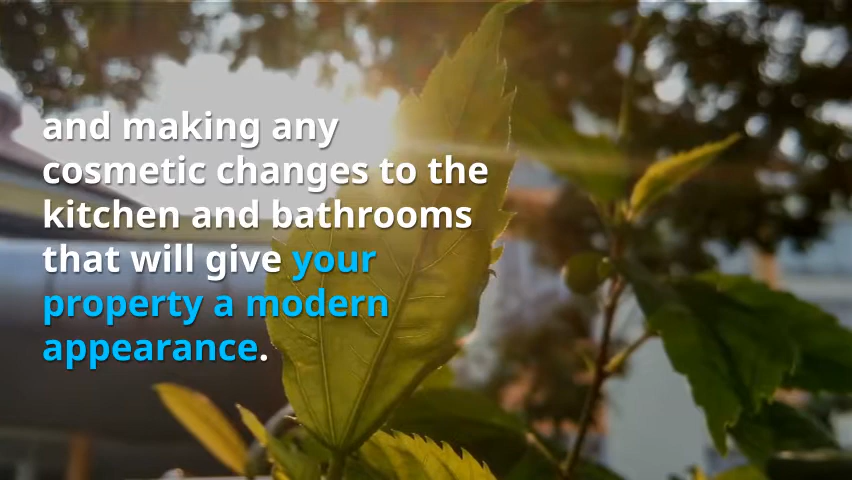 and making any
cosmetic changes to the
kitchen and bathrooms
that will give your
property a modern
appearance.